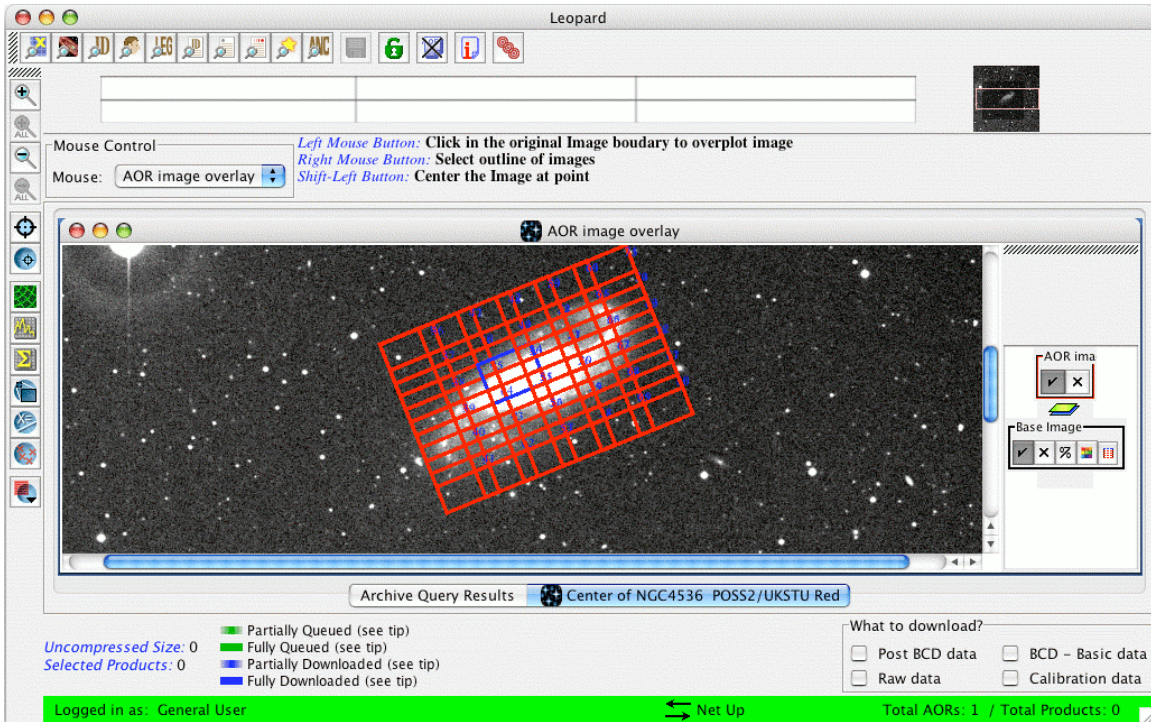 Leopard
ALL
ALL
Mouse Control
Mouse: AOR image overlay
Left Mouse Button: Click in the original Image boudary to overplot image
Right Mouse Button: Select outline of images
Shift-Left Button: Center the Image at point
AOR image overlay
AOR ima
Base Image
Archive Query Results
Center of NGC4536 POSS2/UKSTU Red
Uncompressed Size: 0
Selected Products: 0
Partially Queued (see tip)
Fully Queued (see tip)
Partially Downloaded (see tip)
Fully Downloaded (see tip)
What to download?
Post BCD data
BCD - Basic data
Raw data
Calibration data
Logged in as: General User
Net Up
Total AORs: 1 / Total Products: 0